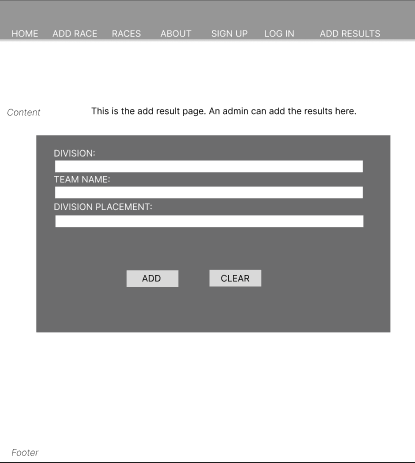 HOME ADD RACE RACES ABOUT SIGN UP LOG IN ADD RESULTS
Content
This is the add result page. An admin can add the results here.
DIVISION:
TEAM NAME:
DIVISION PLACEMENT:
ADD CLEAR
Footer